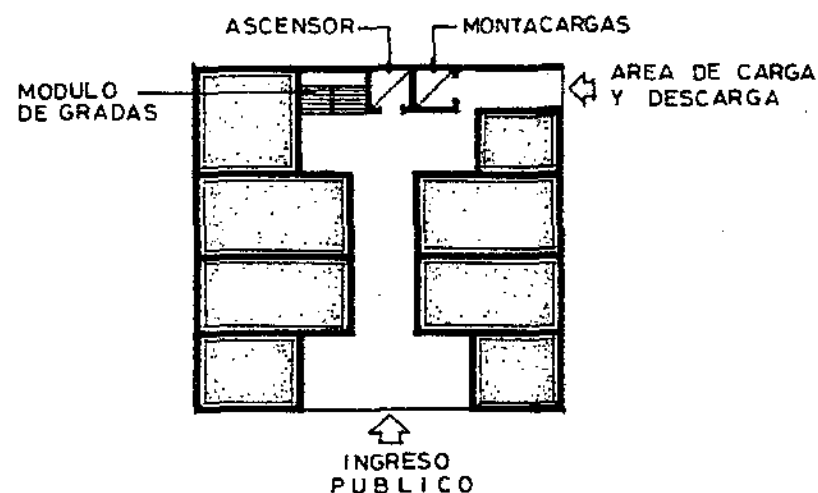 ASCENSOR
MONTACARGAS
MODULO
DE GRADAS
AREA DE CARGA
Y DESCARGA
INGRESO
PUBLICO